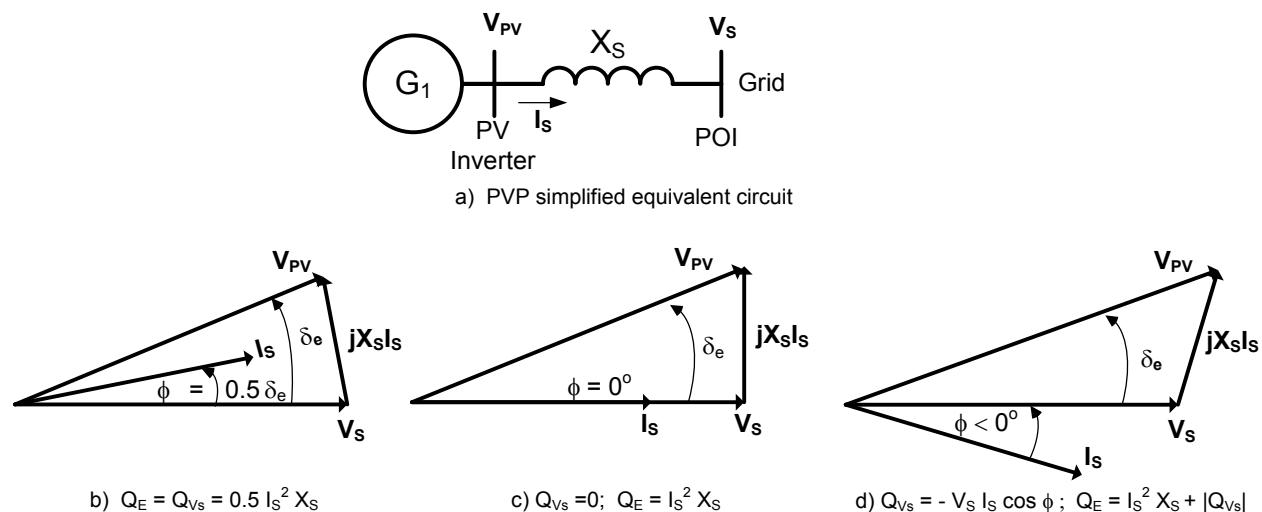 V_PV
V_S
X_S
G_1
Grid
I_S
PV
POI
Inverter
a) PVP simplified equivalent circuit
V_PV
δ_e
jX_SI_S
I_S
ϕ = 0.5 δ_e
V_S
b) Q_E = Q_Vs = 0.5 I_S^2 X_S
V_PV
δ_e
jX_SI_S
ϕ = 0^o
I_S
V_S
c) Q_Vs =0; Q_E = I_S^2 X_S
V_PV
δ_e
jX_SI_S
ϕ < 0^o
V_S
I_S
d) Q_Vs = - V_S I_S cos ϕ ; Q_E = I_S^2 X_S + |Q_Vs|